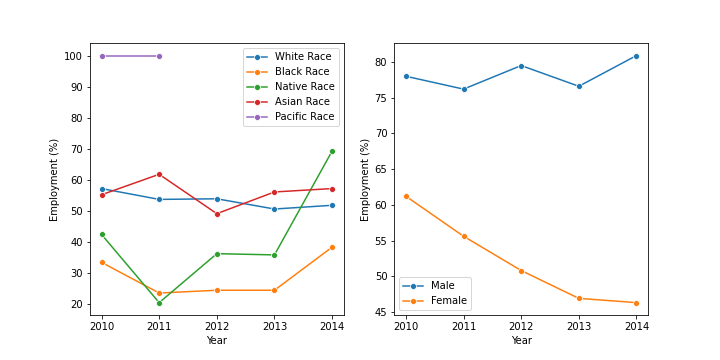 100
90
80
70
60
50
40
30
20
Employment (%)
2010 2011 2012 2013 2014
Year
White Race
Black Race
Native Race
Asian Race
Pacific Race
80
75
70
65
60
55
50
45
Employment (%)
2010 2011 2012 2013 2014
Year
Male
Female